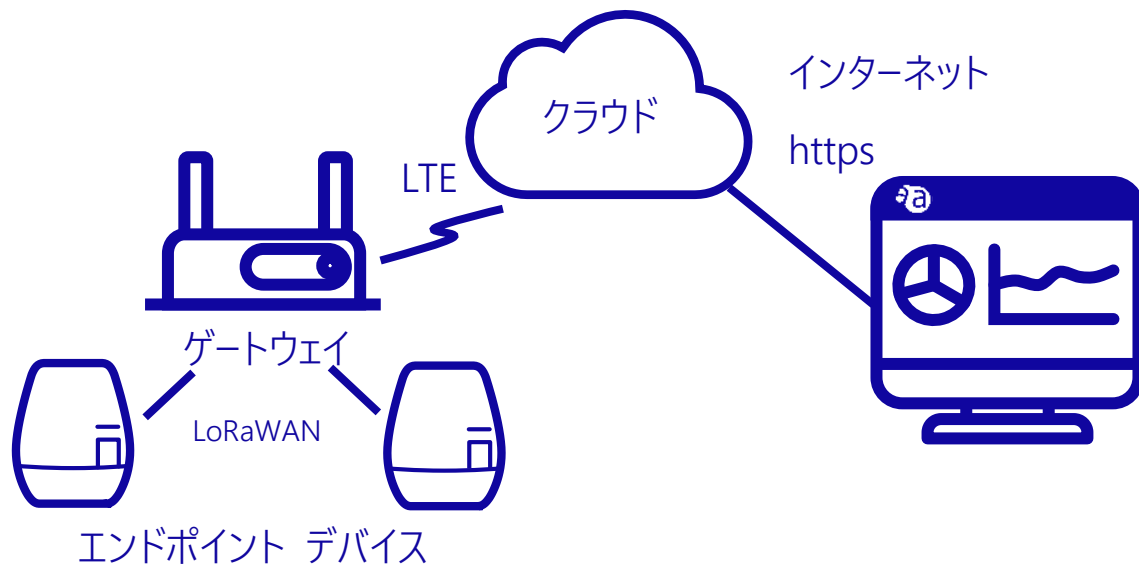 インターネット
クラウド
https
LTE
ゲートウェイ
LoRaWAN
エンドポイント デバイス